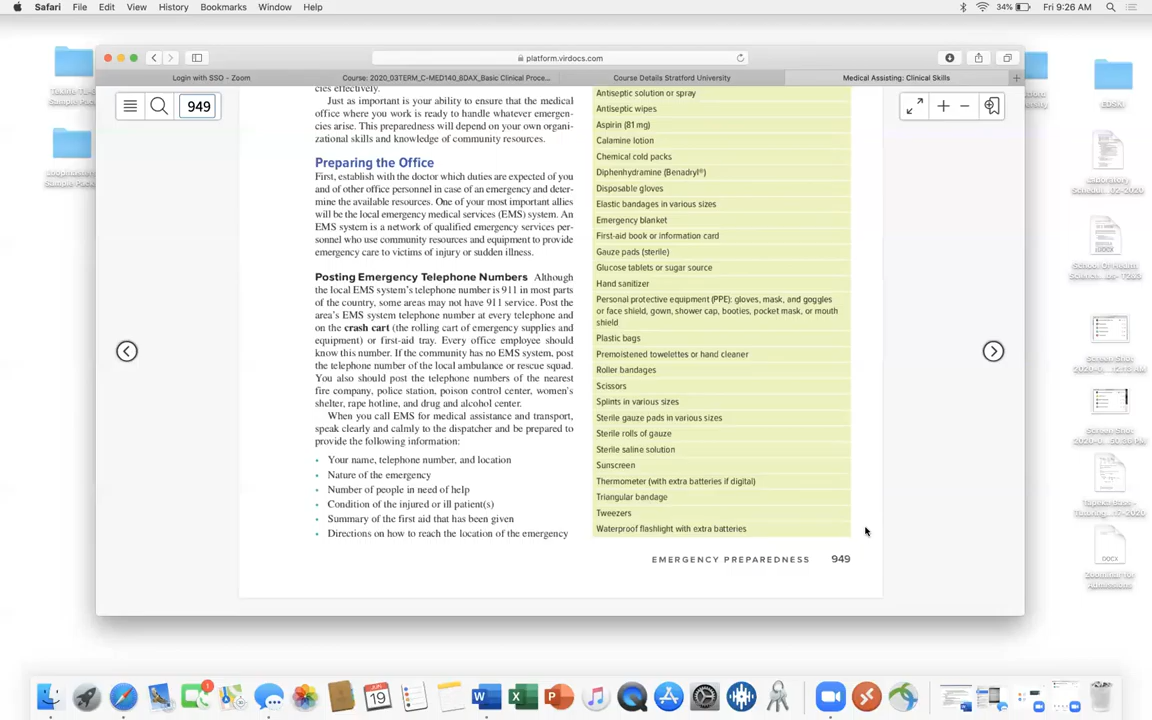 Safari File Edit View History Bookmarks Window Help 34% Fri 9:26 AM
platform.virdocs.com
Login with SSO - Zoom
Course: 2020_03TERM_C-MED140_8DAX_Basic Clinical Proce...
Course Details Stratford University
Medical Assisting: Clinical Skills
949
cies effectively.
Just as important is your ability to ensure that the medical
office where you work is ready to handle whatever emergen-
cies arise. This preparedness will depend on your own organi-
zational skills and knowledge of community resources.
Preparing the Office
First, establish with the doctor which duties are expected of you
and of other office personnel in case of an emergency and deter-
mine the available resources. One of your most important allies
will be the local emergency medical services (EMS) system. An
EMS system is a network of qualified emergency services per-
sonnel who use community resources and equipment to provide
emergency care to victims of injury or sudden illness.
Posting Emergency Telephone Numbers Although
the local EMS system's telephone number is 911 in most parts
of the country, some areas may not have 911 service. Post the
area's EMS system telephone number at every telephone and
on the crash cart (the rolling cart of emergency supplies and
equipment) or first-aid tray. Every office employee should
know this number. If the community has no EMS system, post
the telephone number of the local ambulance or rescue squad.
You also should post the telephone numbers of the nearest
fire company, police station, poison control center, women's
shelter, rape hotline, and drug and alcohol center.
When you call EMS for medical assistance and transport,
speak clearly and calmly to the dispatcher and be prepared to
provide the following information:
• Your name, telephone number, and location
• Nature of the emergency
• Number of people in need of help
• Condition of the injured or ill patient(s)
• Summary of the first aid that has been given
• Directions on how to reach the location of the emergency
Antiseptic solution or spray
Antiseptic wipes
Aspirin (81 mg)
Calamine lotion
Chemical cold packs
Diphenhydramine (Benadryl®)
Disposable gloves
Elastic bandages in various sizes
Emergency blanket
First-aid book or information card
Gauze pads (sterile)
Glucose tablets or sugar source
Hand sanitizer
Personal protective equipment (PPE): gloves, mask, and goggles
or face shield, gown, shower cap, booties, pocket mask, or mouth
shield
Plastic bags
Premoistened towelettes or hand cleaner
Roller bandages
Scissors
Splints in various sizes
Sterile gauze pads in various sizes
Sterile rolls of gauze
Sterile saline solution
Sunscreen
Thermometer (with extra batteries if digital)
Triangular bandage
Tweezers
Waterproof flashlight with extra batteries
EMERGENCY PREPAREDNESS 949
Sample Pac
Sample Pac
EDSKI
Laboratory
Screen Shot
Screen Shot
DOCX
Zoominar for
Admissions
JUN
19
1